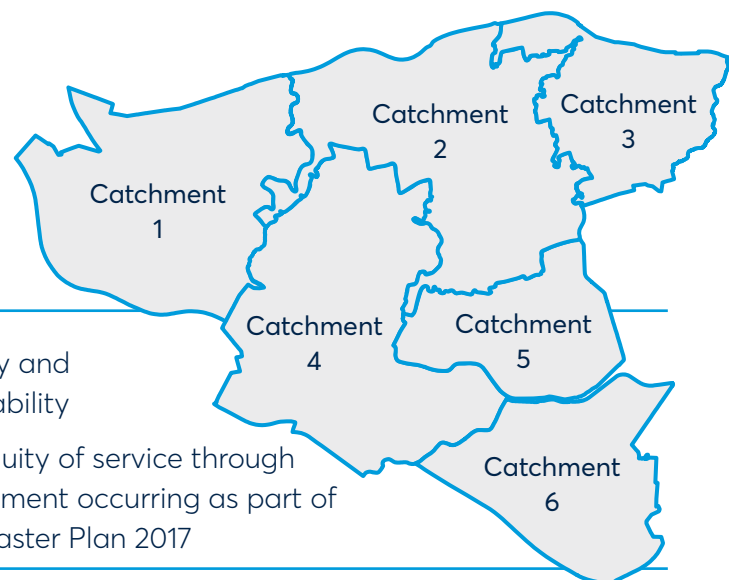 Catchment
1
Catchment
2
Catchment
3
Catchment
4
Catchment
5
Catchment
6
y and
ability
uity of service through
ment occurring as part of
aster Plan 2017